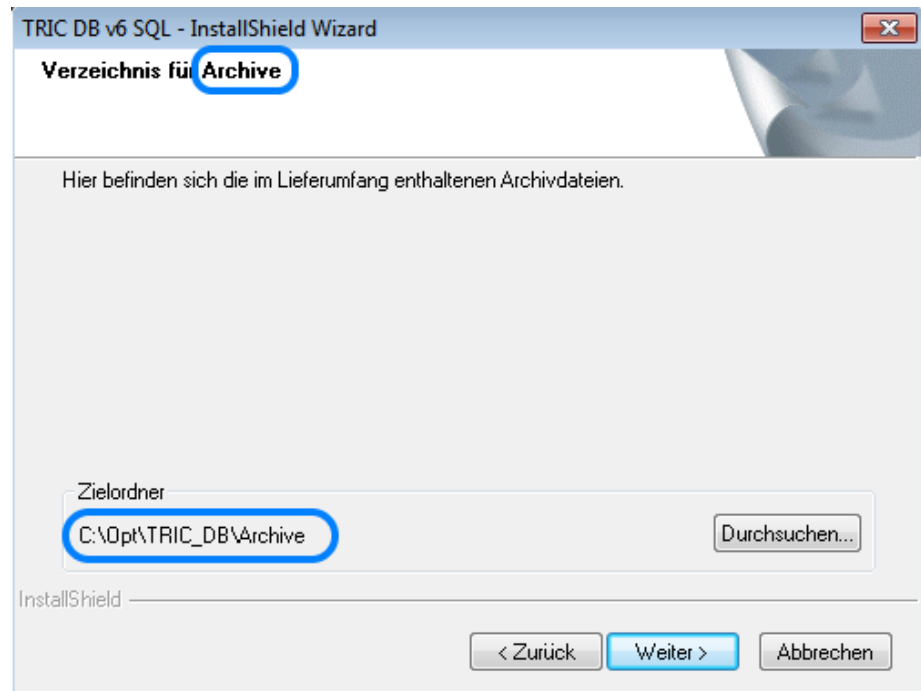 TRIC DB v6 SQL - InstallShield Wizard
Verzeichnis für Archive
Hier befinden sich die im Lieferumfang enthaltenen Archivdateien.
Zielordner
C:\Opt\TRIC_DB\Archive
Durchsuchen...
InstallShield
< Zurück Weiter > Abbrechen